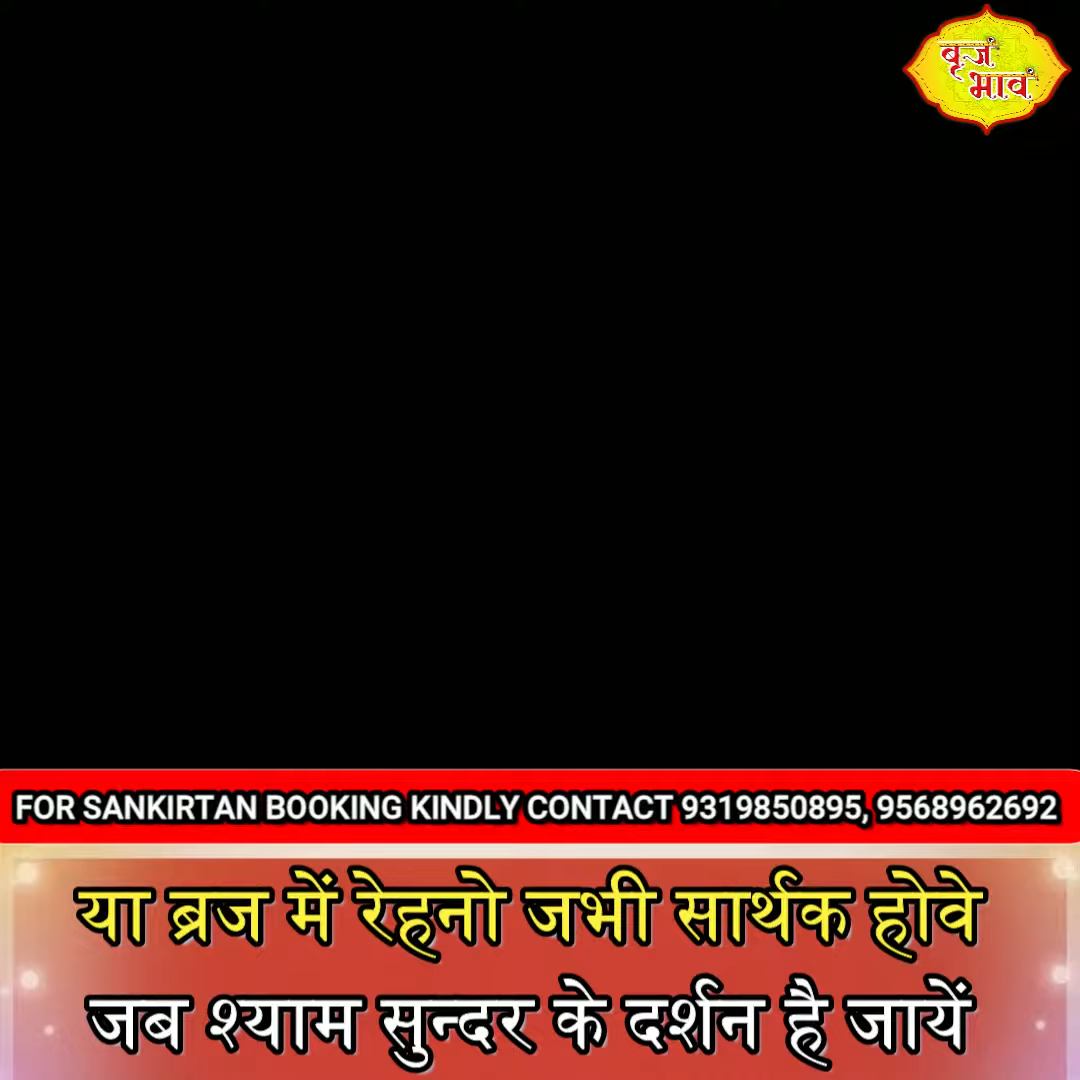 बृज
भाव
FOR SANKIRTAN BOOKING KINDLY CONTACT 9319850895, 9568962692
या ब्रज में रेहनो जभी सार्थक होवे
जब श्याम सुन्दर के दर्शन है जायें